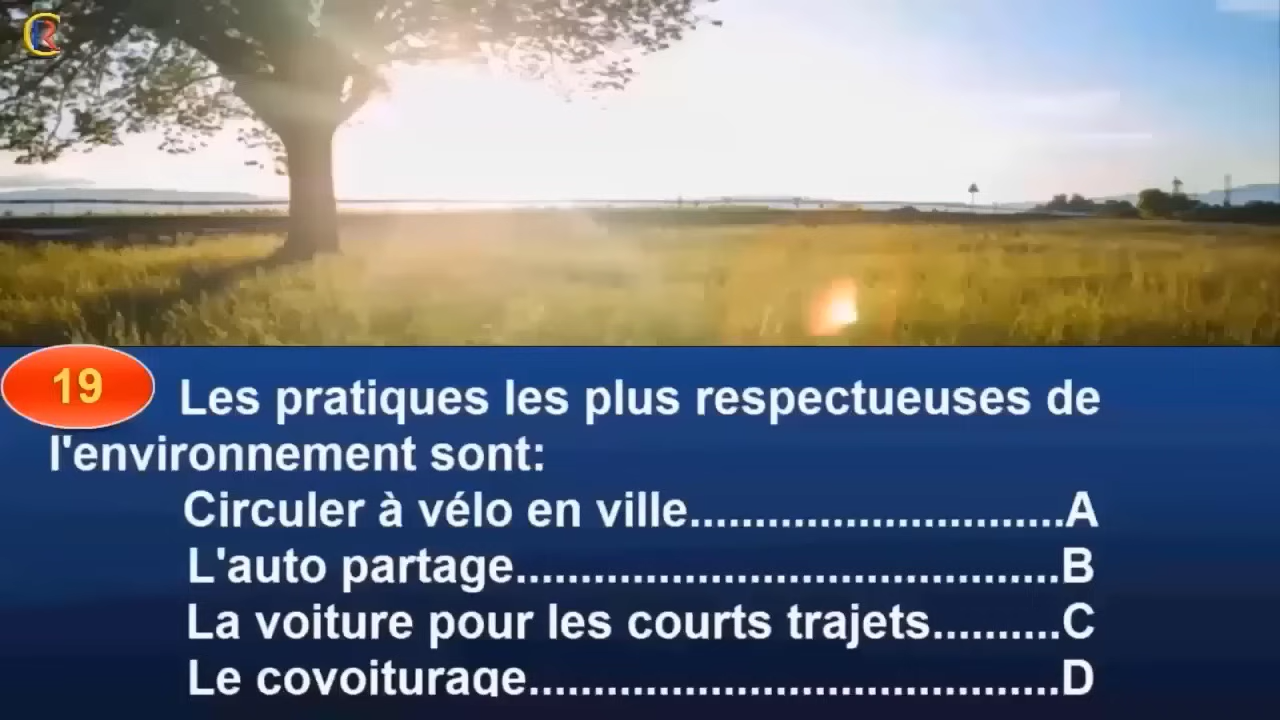 CR
19
Les pratiques les plus respectueuses de
l'environnement sont:
Circuler à vélo en ville.............................A
L'auto partage..........................................B
La voiture pour les courts trajets..........C
Le covoiturage.........................................D